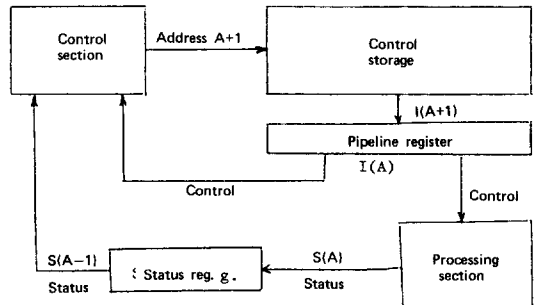 Control
section
Address A+1
Control
storage
I(A+1)
Pipeline register
I(A)
Control
Control
S(A−1)
Status
Status reg. g.
S(A)
Status
Processing
section